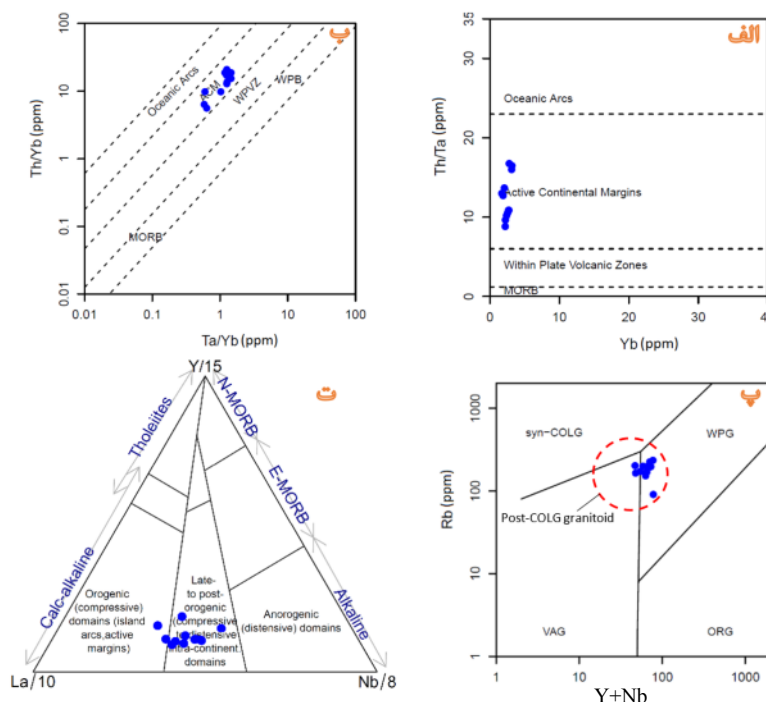 ب
100
10
1
0.1
0.01
Th/Yb (ppm)
Oceanic Arcs
ACM
WPVZ
WPB
MORB
0.01
0.1
1
10
100
Ta/Yb (ppm)
الف
35
30
25
20
15
10
5
0
Th/Ta (ppm)
Oceanic Arcs
Active Continental Margins
Within Plate Volcanic Zones
MORB
0
10
20
30
40
Yb (ppm)
ت
Y/15
Tholeiites
Calc-alkaline
N-MORB
E-MORB
Alkaline
Orogenic
(compressive)
domains (island
arcs,active
margins)
Late-
to post-
orogenic
(compressive
to distensive
intra-continent.
domains
Anorogenic
(distensive) domains
La/10
Nb/8
پ
1000
100
10
1
Rb (ppm)
syn−COLG
WPG
Post-COLG granitoid
VAG
ORG
1
10
100
1000
Y+Nb